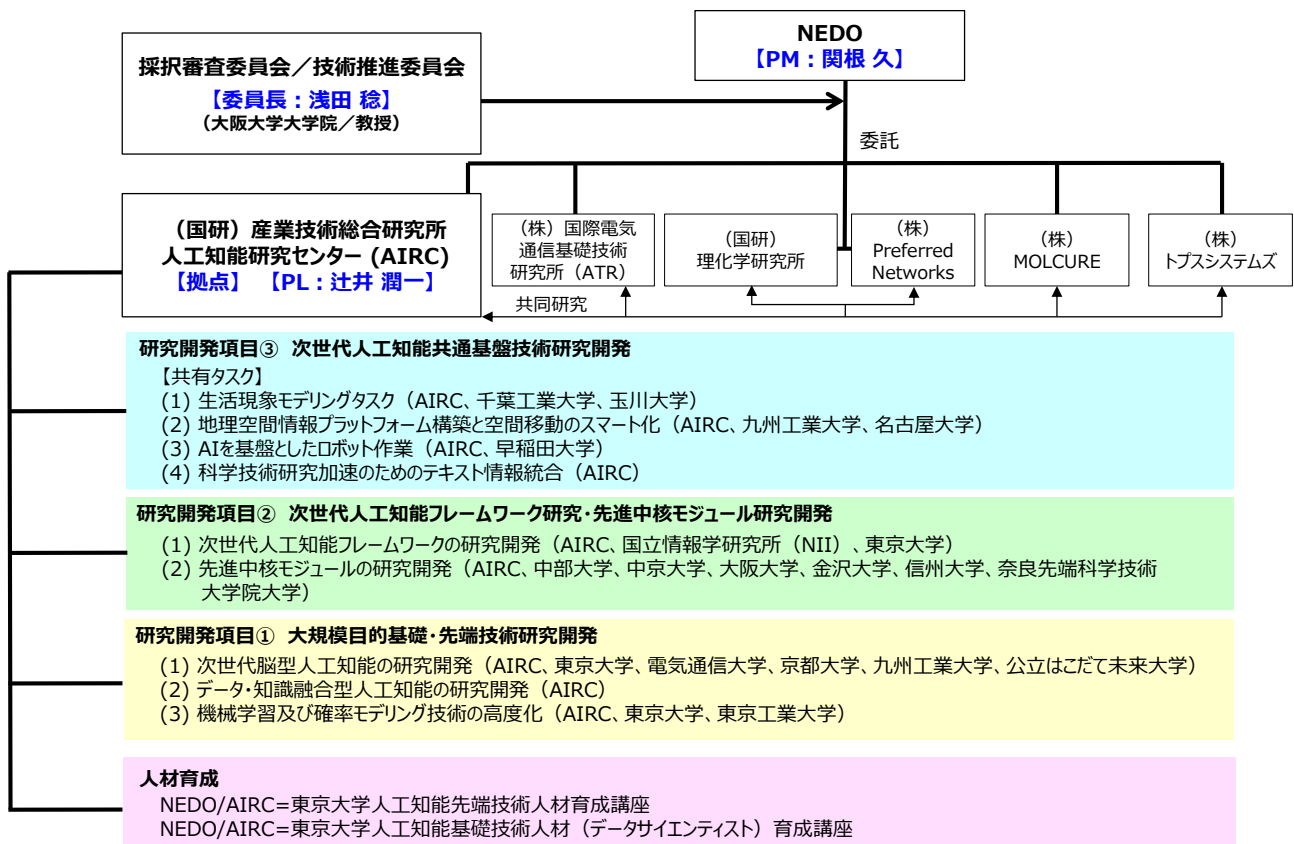 NEDO
【PM：関根 久】
採択審査委員会／技術推進委員会
【委員長：浅田 稔】
（大阪大学大学院／教授）
委託
（国研）産業技術総合研究所
人工知能研究センター (AIRC)
【拠点】 【PL：辻井 潤一】
（株）国際電気
通信基礎技術
研究所（ATR）
（国研）
理化学研究所
（株）
Preferred
Networks
（株）
MOLCURE
（株）
トプスシステムズ
共同研究
研究開発項目③ 次世代人工知能共通基盤技術研究開発
【共有タスク】
(1) 生活現象モデリングタスク（AIRC、千葉工業大学、玉川大学）
(2) 地理空間情報プラットフォーム構築と空間移動のスマート化（AIRC、九州工業大学、名古屋大学）
(3) AIを基盤としたロボット作業（AIRC、早稲田大学）
(4) 科学技術研究加速のためのテキスト情報統合（AIRC）
研究開発項目② 次世代人工知能フレームワーク研究・先進中核モジュール研究開発
(1) 次世代人工知能フレームワークの研究開発（AIRC、国立情報学研究所（NII）、東京大学）
(2) 先進中核モジュールの研究開発（AIRC、中部大学、中京大学、大阪大学、金沢大学、信州大学、奈良先端科学技術
大学院大学）
研究開発項目① 大規模目的基礎・先端技術研究開発
(1) 次世代脳型人工知能の研究開発（AIRC、東京大学、電気通信大学、京都大学、九州工業大学、公立はこだて未来大学）
(2) データ・知識融合型人工知能の研究開発（AIRC）
(3) 機械学習及び確率モデリング技術の高度化（AIRC、東京大学、東京工業大学）
人材育成
NEDO/AIRC=東京大学人工知能先端技術人材育成講座
NEDO/AIRC=東京大学人工知能基礎技術人材（データサイエンティスト）育成講座